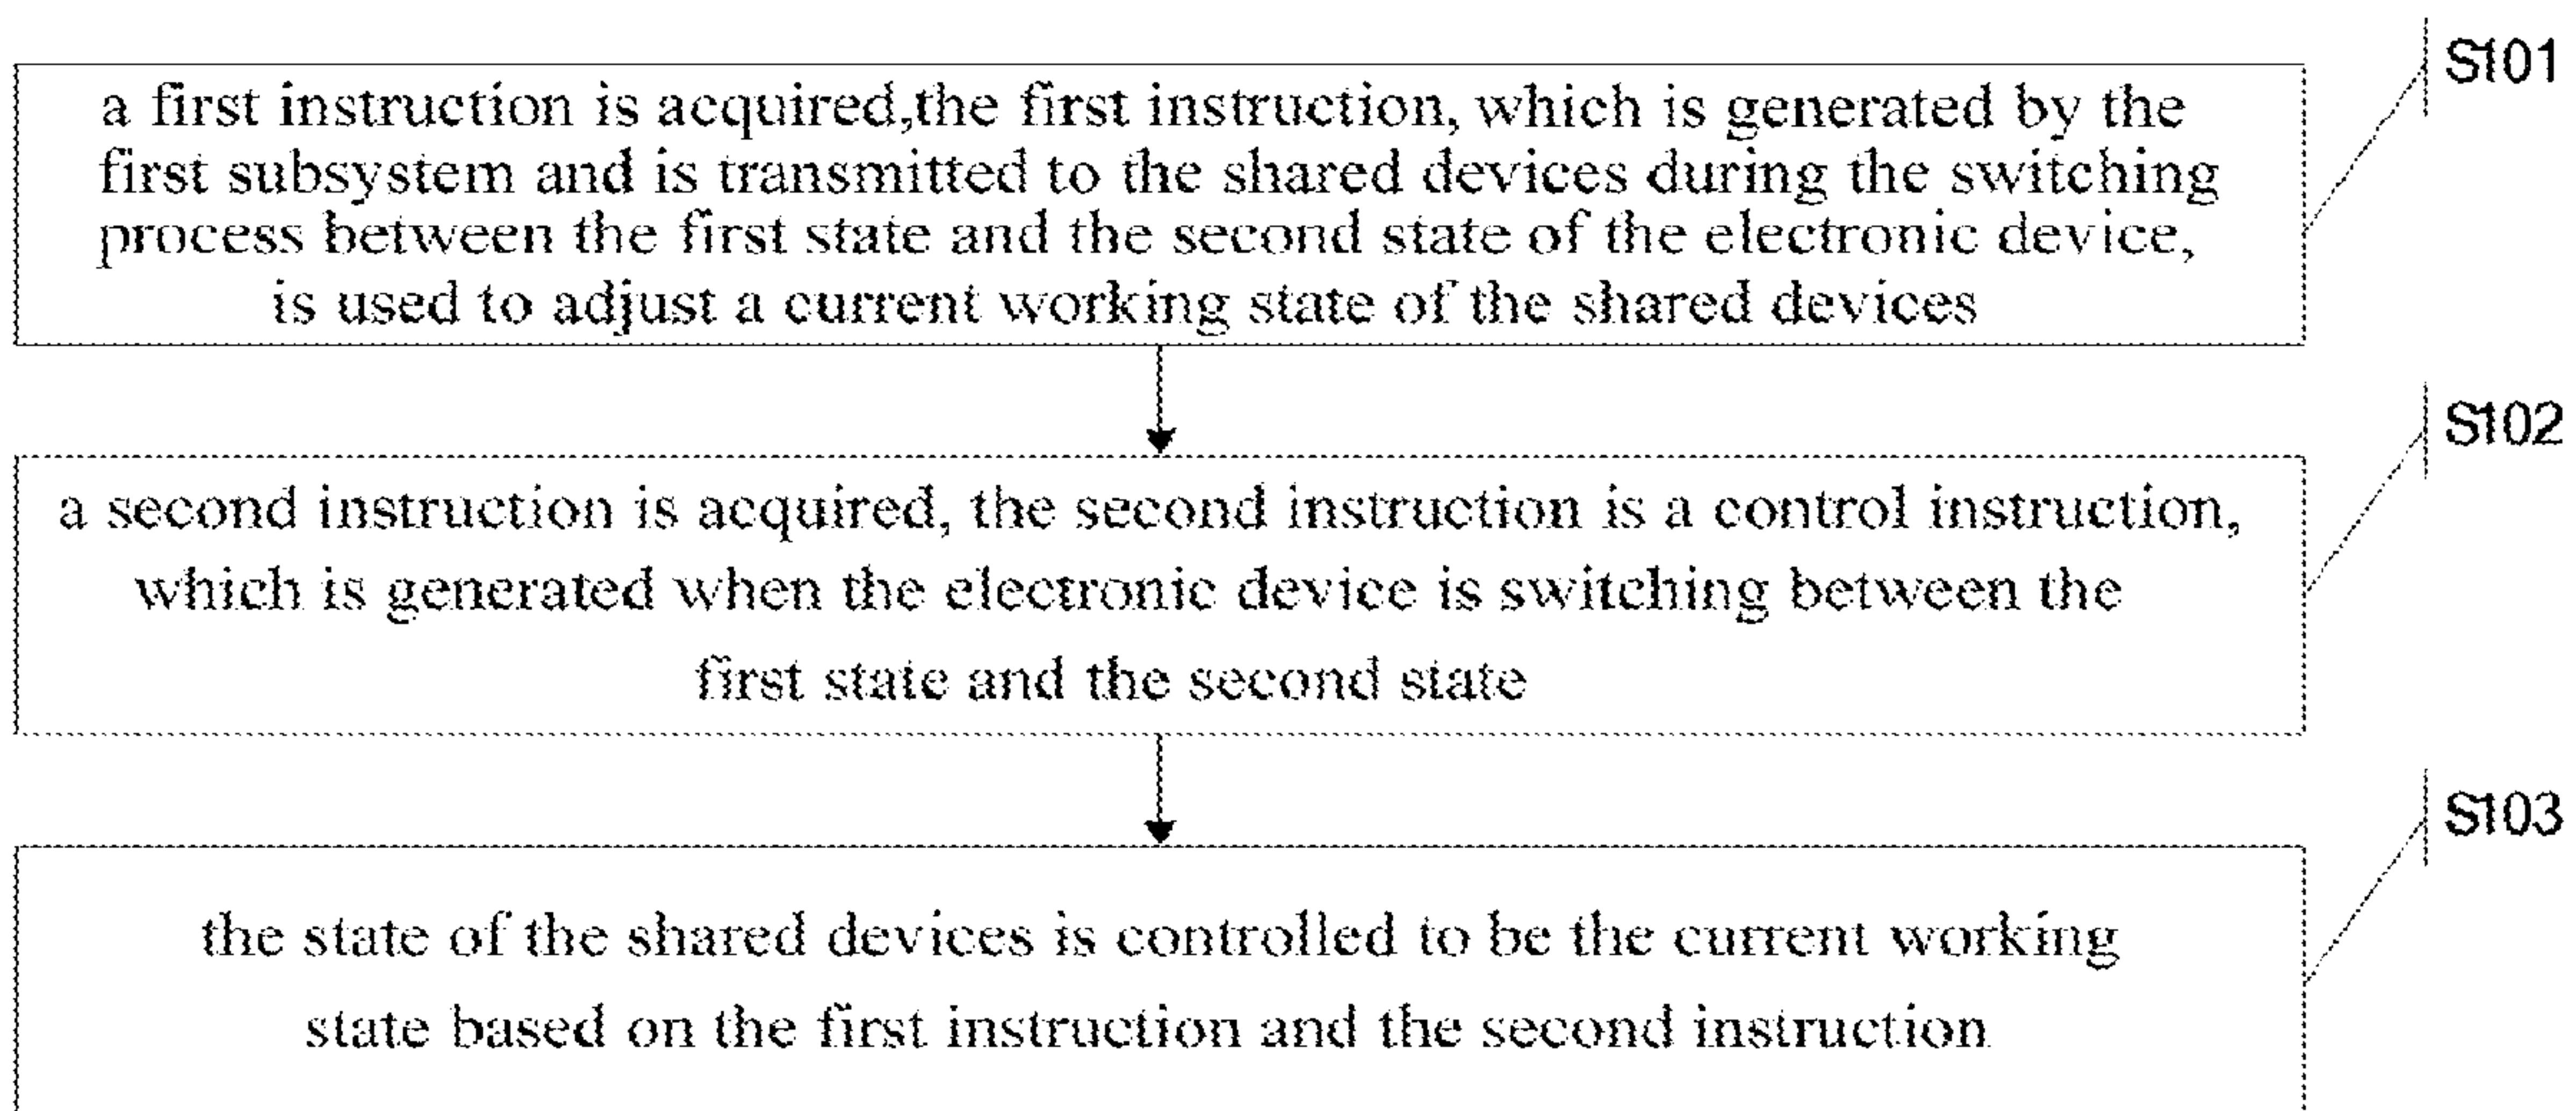 S101
a first instruction is acquired,the first instruction, which is generated by the
first subsystem and is transmitted to the shared devices during the switching
process between the first state and the second state of the electronic device,
is used to adjust a current working state of the shared devices
S102
a second instruction is acquired, the second instruction is a control instruction,
which is generated when the electronic device is switching between the
first state and the second state
S103
the state of the shared devices is controlled to be the current working
state based on the first instruction and the second instruction